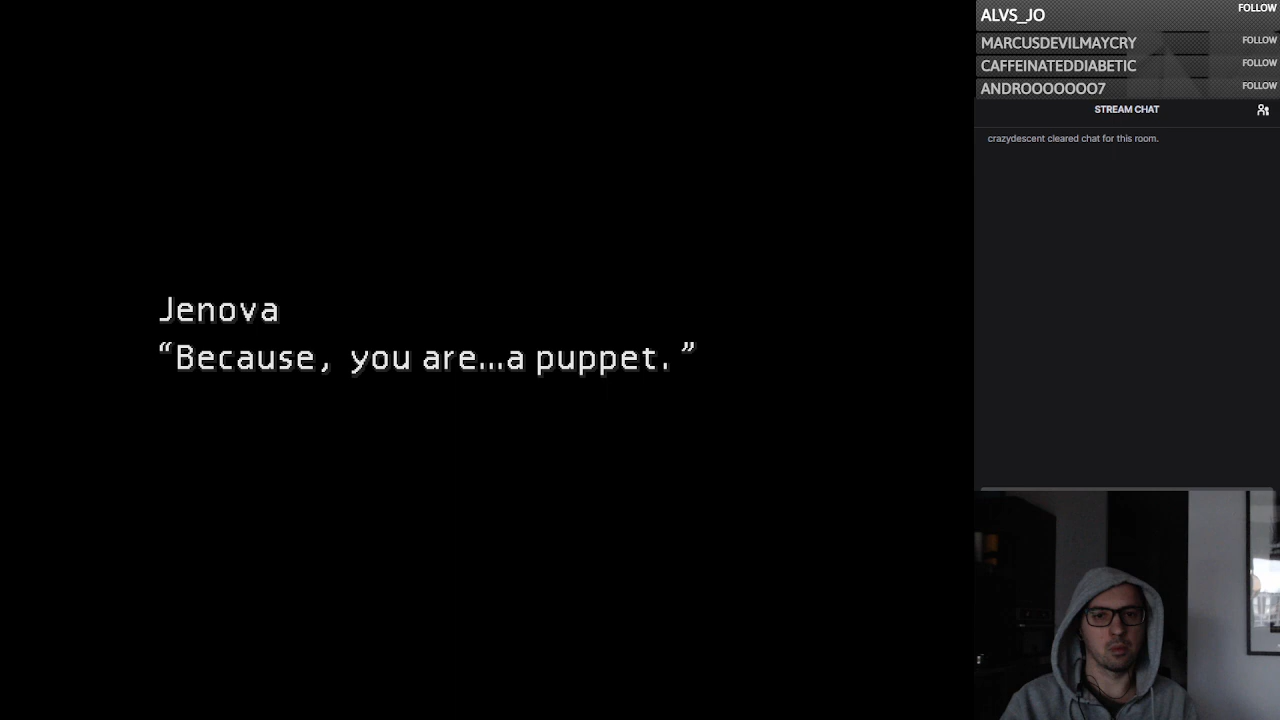 Jenova
“Because, you are...a puppet.”
ALVS_JO FOLLOW
MARCUSDEVILMAYCRY FOLLOW
CAFFEINATEDDIABETIC FOLLOW
ANDROOOOOOO7 FOLLOW
STREAM CHAT
crazydescent cleared chat for this room.